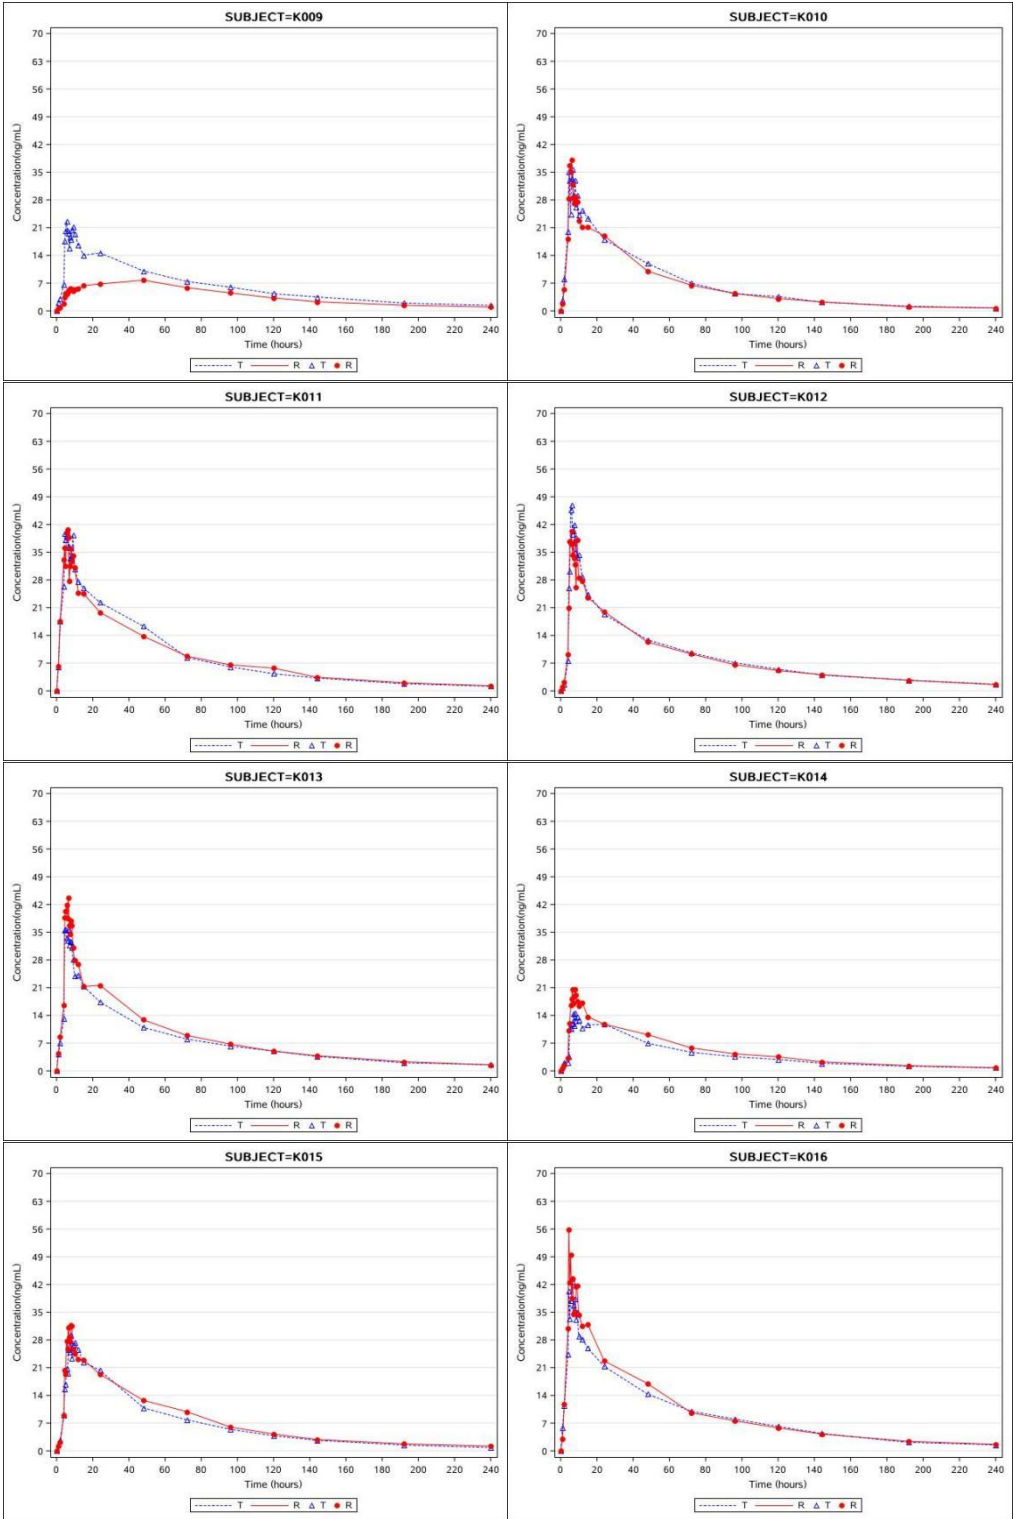 SUBJECT=K009
70
63
56
49
42
35
28
21
14
7
0
Concentration(ng/mL)
0 20 40 60 80 100 120 140 160 180 200 220 240
Time (hours)
T R T R
SUBJECT=K010
70
63
56
49
42
35
28
21
14
7
0
Concentration(ng/mL)
0 20 40 60 80 100 120 140 160 180 200 220 240
Time (hours)
T R T R
SUBJECT=K011
70
63
56
49
42
35
28
21
14
7
0
Concentration(ng/mL)
0 20 40 60 80 100 120 140 160 180 200 220 240
Time (hours)
T R T R
SUBJECT=K012
70
63
56
49
42
35
28
21
14
7
0
Concentration(ng/mL)
0 20 40 60 80 100 120 140 160 180 200 220 240
Time (hours)
T R T R
SUBJECT=K013
70
63
56
49
42
35
28
21
14
7
0
Concentration(ng/mL)
0 20 40 60 80 100 120 140 160 180 200 220 240
Time (hours)
T R T R
SUBJECT=K014
70
63
56
49
42
35
28
21
14
7
0
Concentration(ng/mL)
0 20 40 60 80 100 120 140 160 180 200 220 240
Time (hours)
T R T R
SUBJECT=K015
70
63
56
49
42
35
28
21
14
7
0
Concentration(ng/mL)
0 20 40 60 80 100 120 140 160 180 200 220 240
Time (hours)
T R T R
SUBJECT=K016
70
63
56
49
42
35
28
21
14
7
0
Concentration(ng/mL)
0 20 40 60 80 100 120 140 160 180 200 220 240
Time (hours)
T R T R